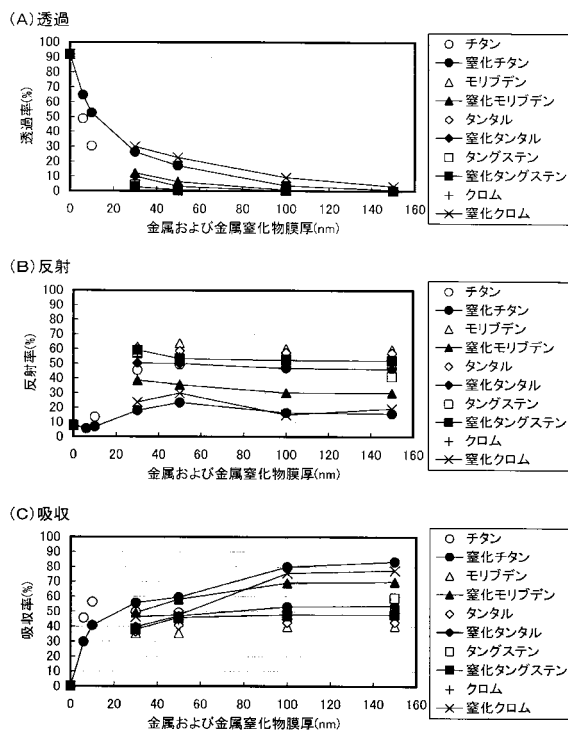 (A)透過
透過率(%)
100
90
80
70
60
50
40
30
20
10
0
0 20 40 60 80 100 120 140 160
金属および金属窒化物膜厚(nm)
チタン
窒化チタン
モリブデン
窒化モリブデン
タンタル
窒化タンタル
タングステン
窒化タングステン
クロム
窒化クロム
(B)反射
反射率(%)
100
90
80
70
60
50
40
30
20
10
0
0 20 40 60 80 100 120 140 160
金属および金属窒化物膜厚(nm)
チタン
窒化チタン
モリブデン
窒化モリブデン
タンタル
窒化タンタル
タングステン
窒化タングステン
クロム
窒化クロム
(C)吸収
吸収率(%)
100
90
80
70
60
50
40
30
20
10
0
0 20 40 60 80 100 120 140 160
金属および金属窒化物膜厚(nm)
チタン
窒化チタン
モリブデン
窒化モリブデン
タンタル
窒化タンタル
タングステン
窒化タングステン
クロム
窒化クロム